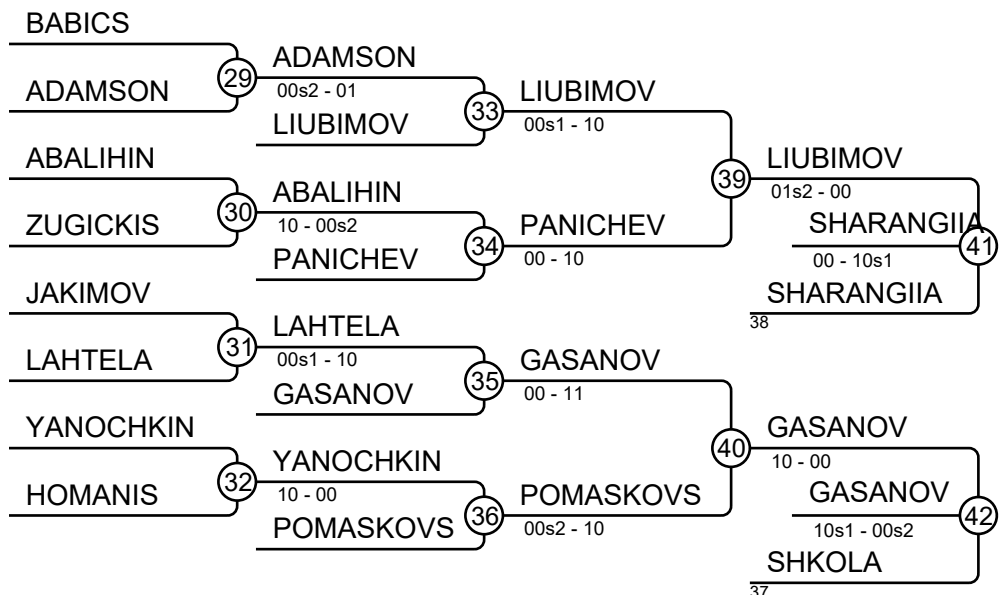 BABICS
ADAMSON
29
ADAMSON
00s2 - 01
LIUBIMOV
33
LIUBIMOV
00s1 - 10
ABALIHIN
ZUGICKIS
30
ABALIHIN
10 - 00s2
PANICHEV
34
PANICHEV
00 - 10
39
LIUBIMOV
01s2 - 00
SHARANGIIA
00 - 10s1
41
SHARANGIIA
38
JAKIMOV
LAHTELA
31
LAHTELA
00s1 - 10
GASANOV
35
GASANOV
00 - 11
YANOCHKIN
HOMANIS
32
YANOCHKIN
10 - 00
POMASKOVS
36
POMASKOVS
00s2 - 10
40
GASANOV
10 - 00
GASANOV
10s1 - 00s2
42
SHKOLA
37